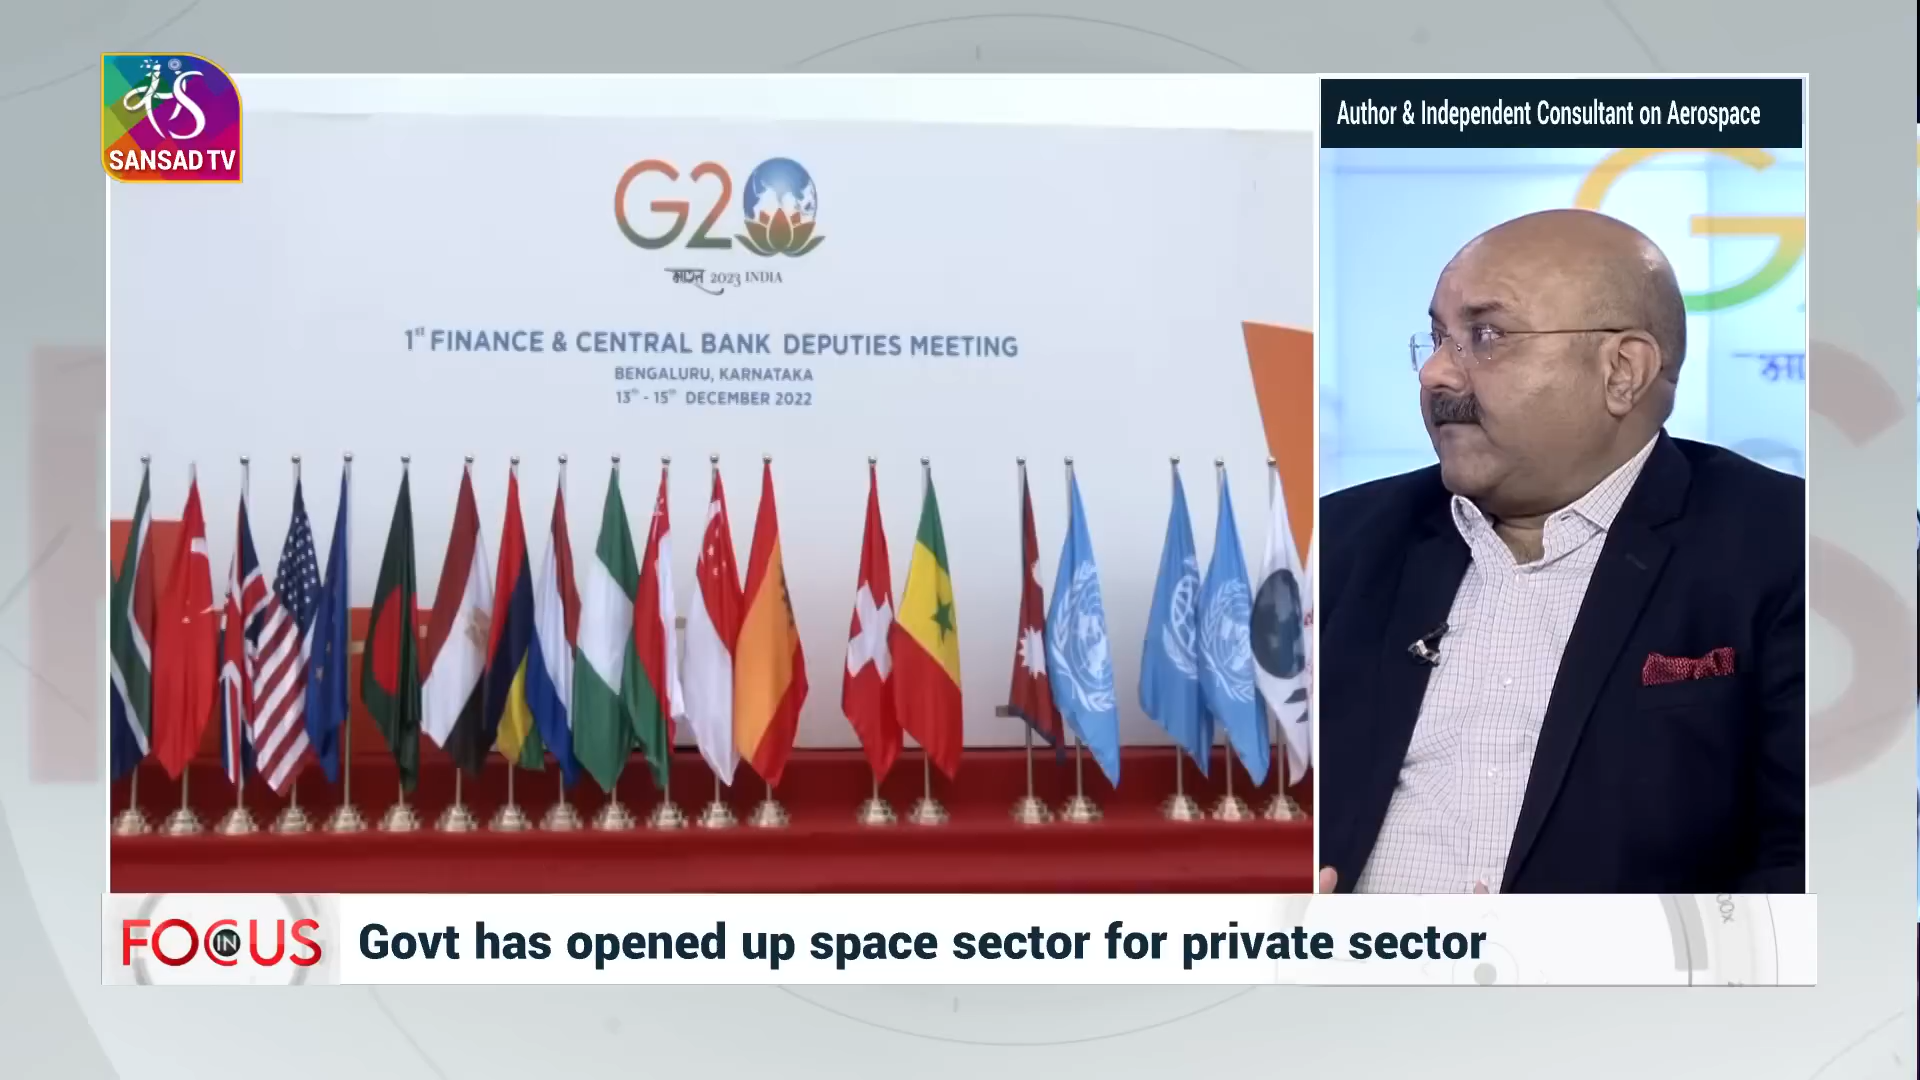 SANSAD TV
Author & Independent Consultant on Aerospace
G20
भारत 2023 INDIA
1st FINANCE & CENTRAL BANK DEPUTIES MEETING
BENGALURU, KARNATAKA
13th - 15th DECEMBER 2022
FOCUS
IN
Govt has opened up space sector for private sector